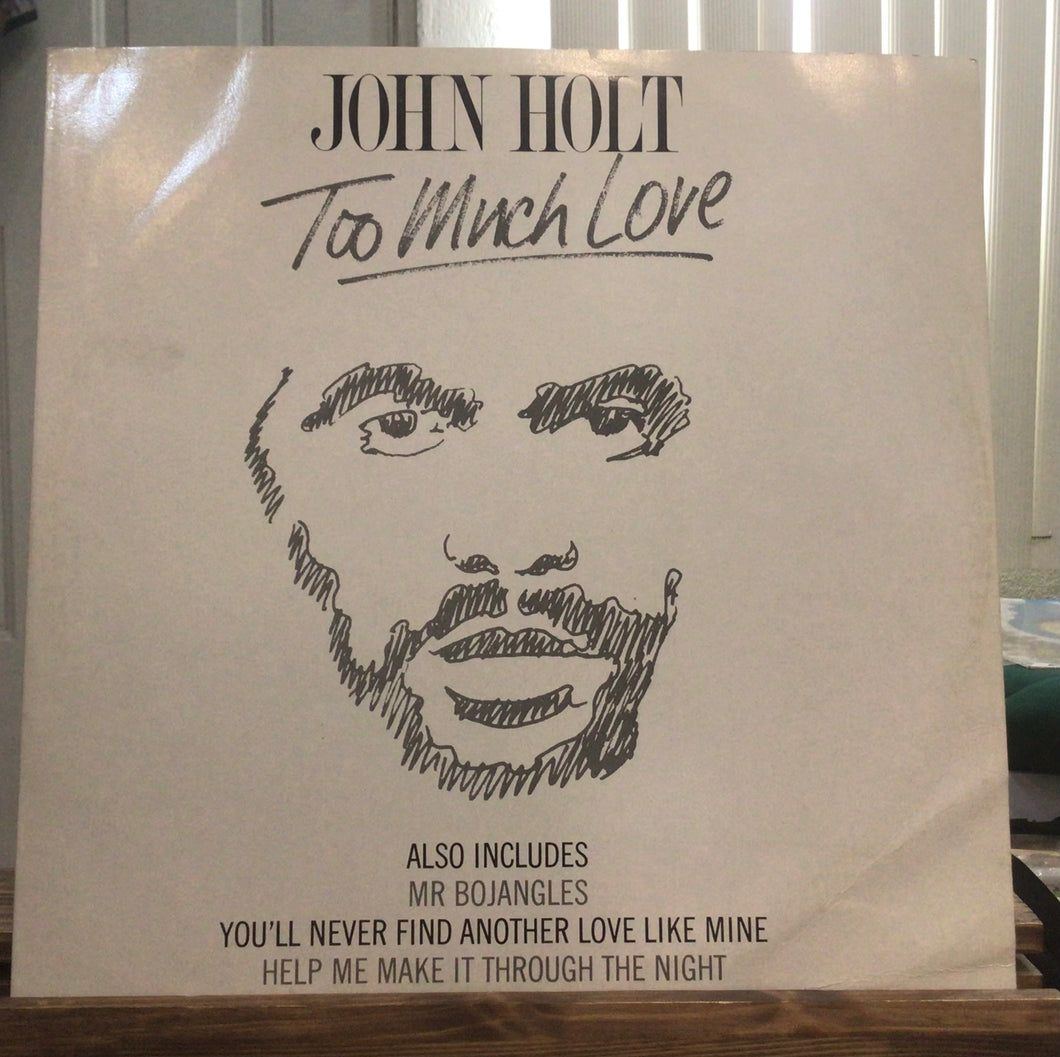 JOHN HOLT
Too Much Love
ALSO INCLUDES
MR BOJANGLES
YOU'LL NEVER FIND ANOTHER LOVE LIKE MINE
HELP ME MAKE IT THROUGH THE NIGHT